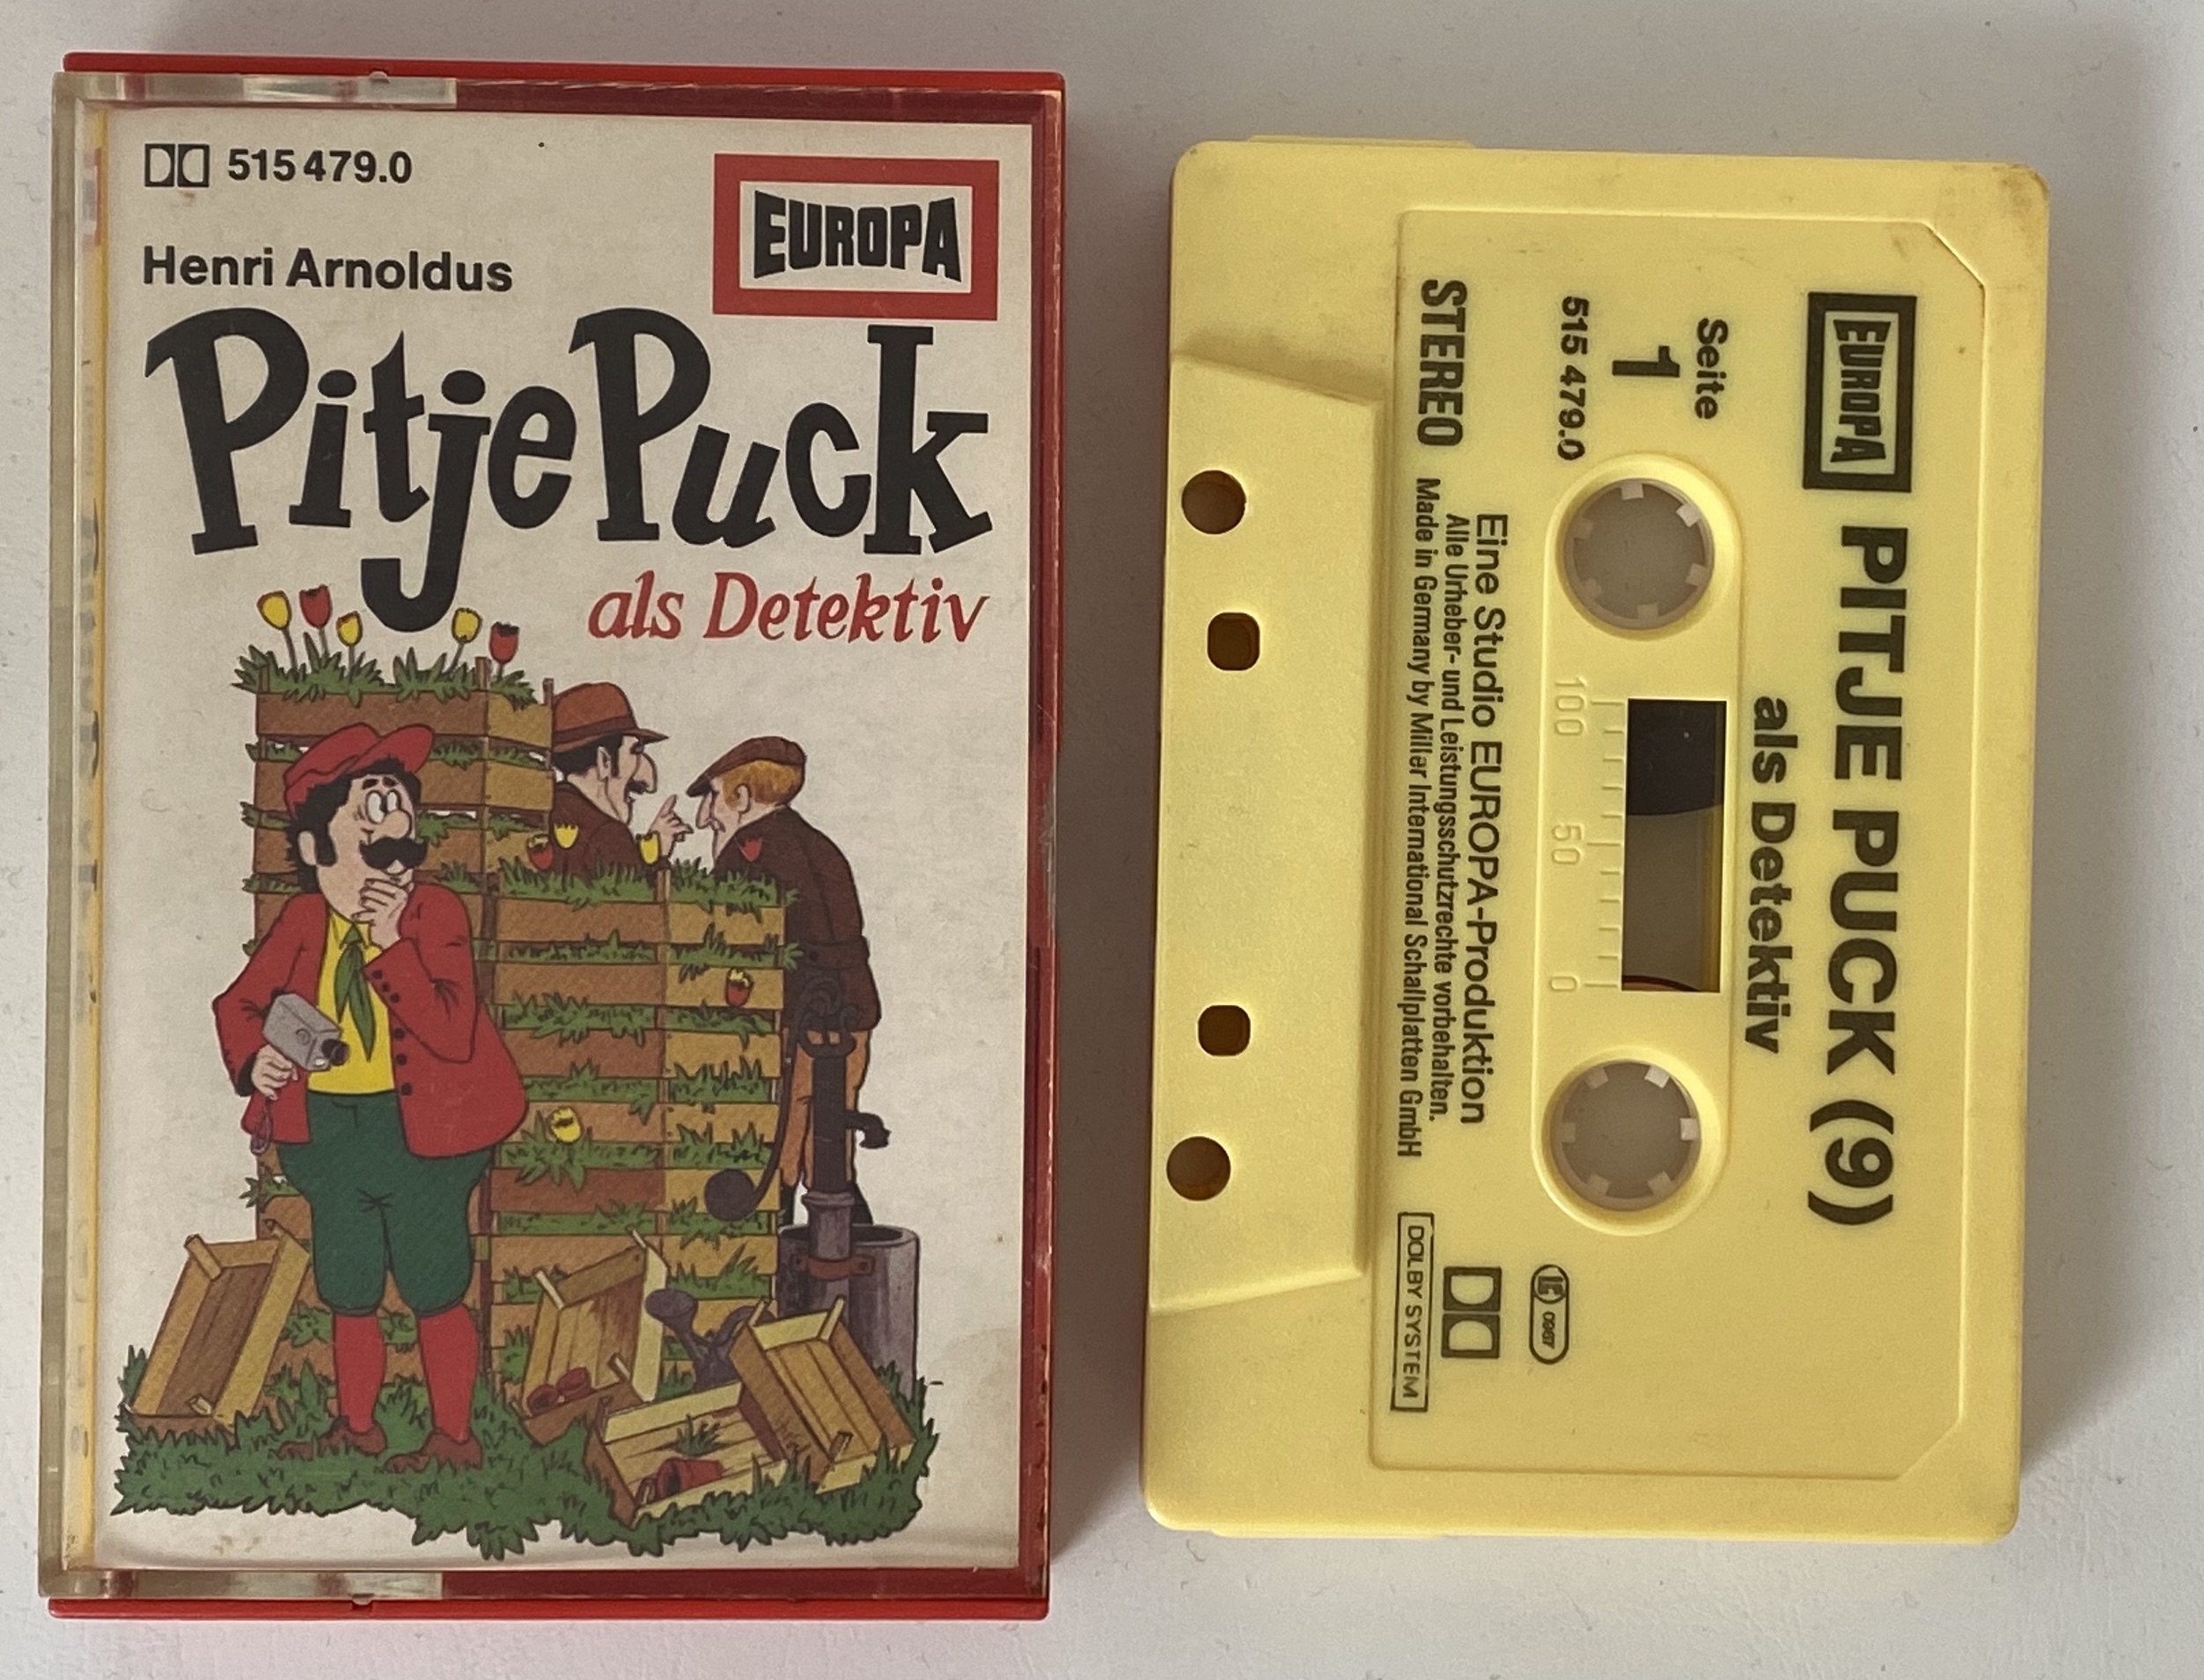 515 479.0
EUROPA
Henri Arnoldus
Pitje Puck
als Detektiv
EUROPA
PITJE PUCK (9)
als Detektiv
Seite
1
515 479.0
100 50 0
Eine Studio EUROPA-Produktion
Alle Urheber- und Leistungsschutzrechte vorbehalten.
STEREO
Made in Germany by Miller International Schallplatten GmbH
LC 0967
DOLBY SYSTEM